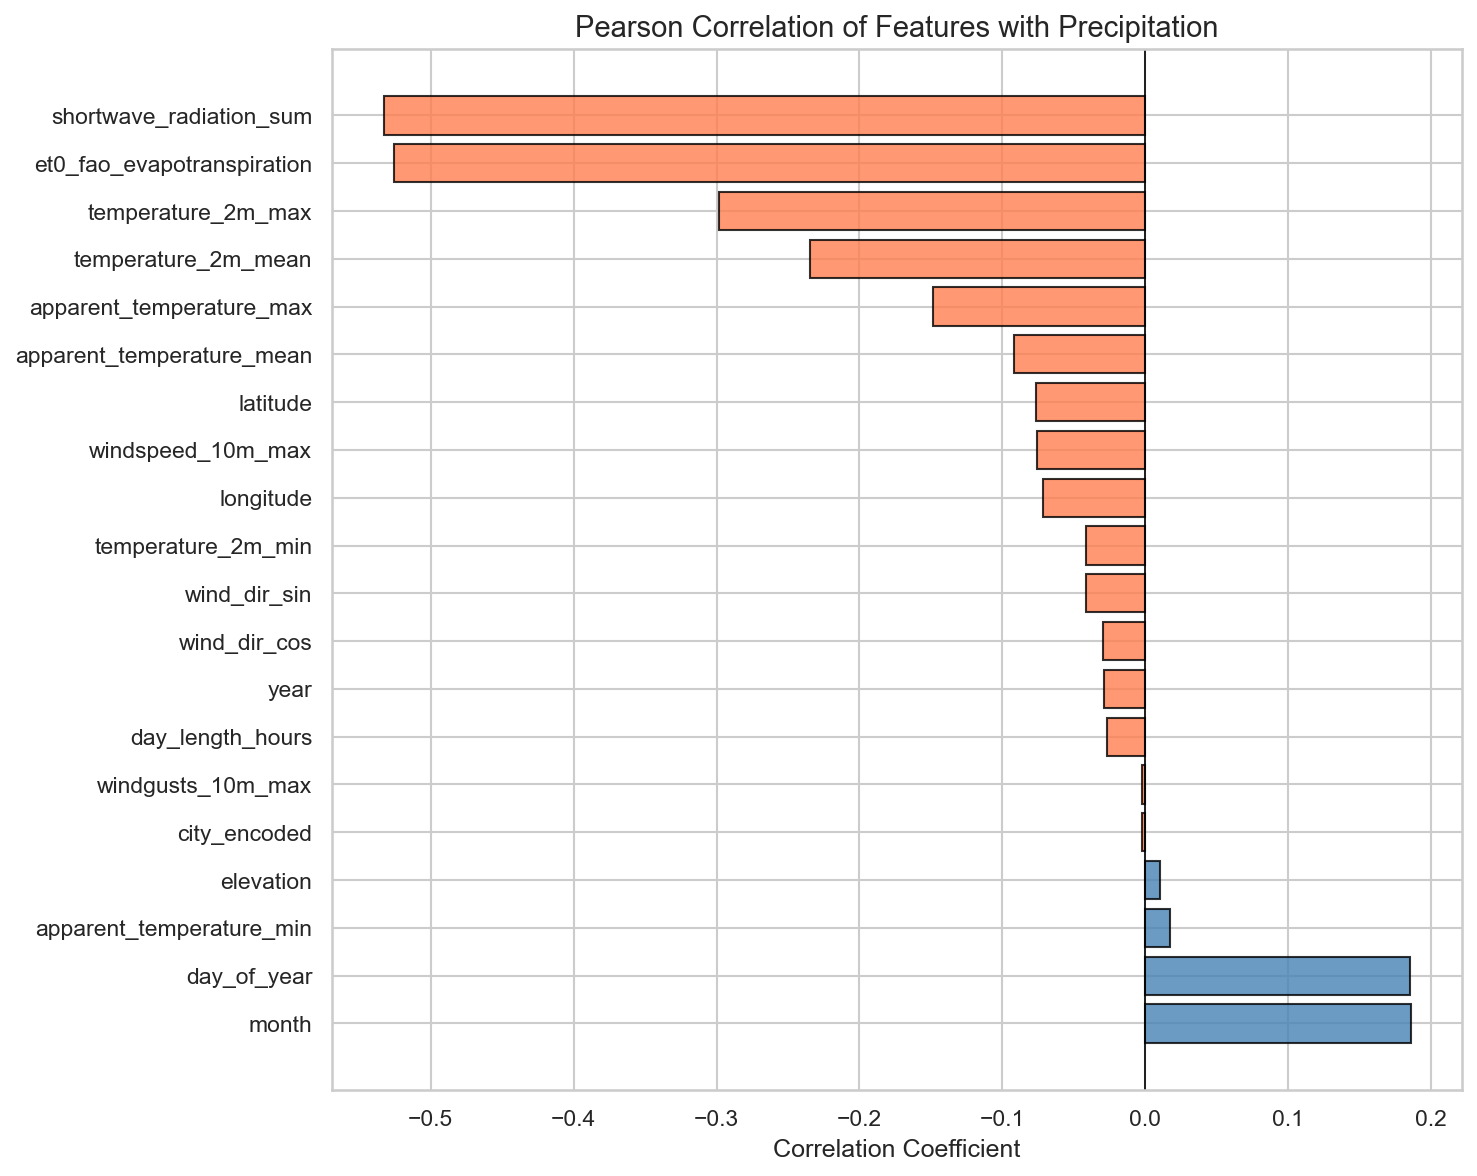 Pearson Correlation of Features with Precipitation
shortwave_radiation_sum
et0_fao_evapotranspiration
temperature_2m_max
temperature_2m_mean
apparent_temperature_max
apparent_temperature_mean
latitude
windspeed_10m_max
longitude
temperature_2m_min
wind_dir_sin
wind_dir_cos
year
day_length_hours
windgusts_10m_max
city_encoded
elevation
apparent_temperature_min
day_of_year
month
−0.5 −0.4 −0.3 −0.2 −0.1 0.0 0.1 0.2
Correlation Coefficient